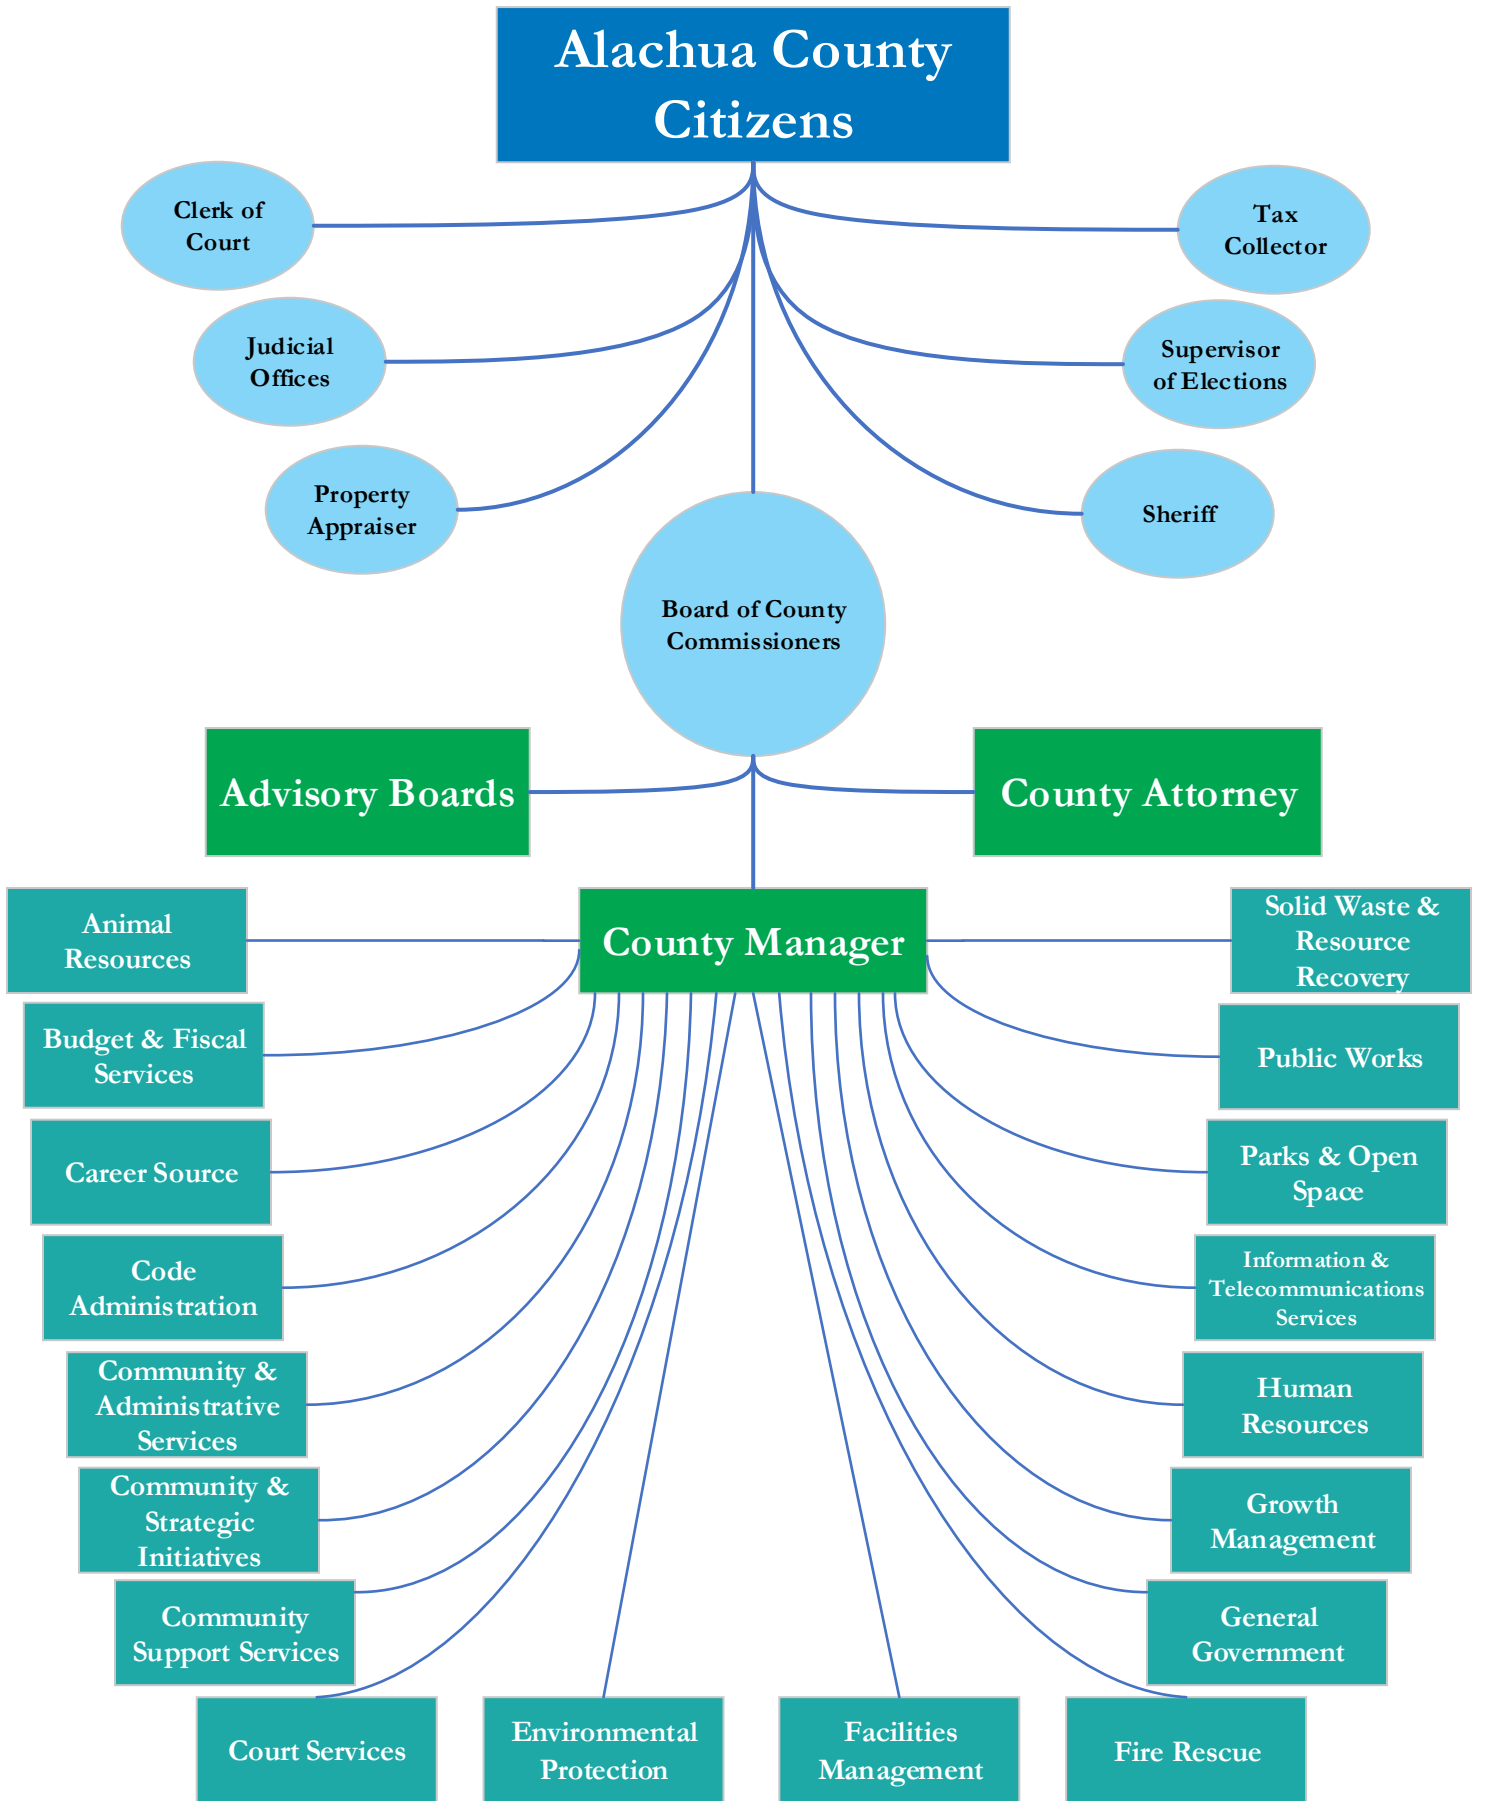 Alachua County
Citizens
Clerk of
Court
Tax
Collector
Judicial
Offices
Supervisor
of Elections
Property
Appraiser
Sheriff
Board of County
Commissioners
Advisory Boards
County Attorney
Animal
Resources
County Manager
Solid Waste &
Resource
Recovery
Budget & Fiscal
Services
Public Works
Career Source
Parks & Open
Space
Code
Administration
Information &
Telecommunications
Services
Community &
Administrative
Services
Human
Resources
Community &
Strategic
Initiatives
Growth
Management
Community
Support Services
General
Government
Court Services
Environmental
Protection
Facilities
Management
Fire Rescue